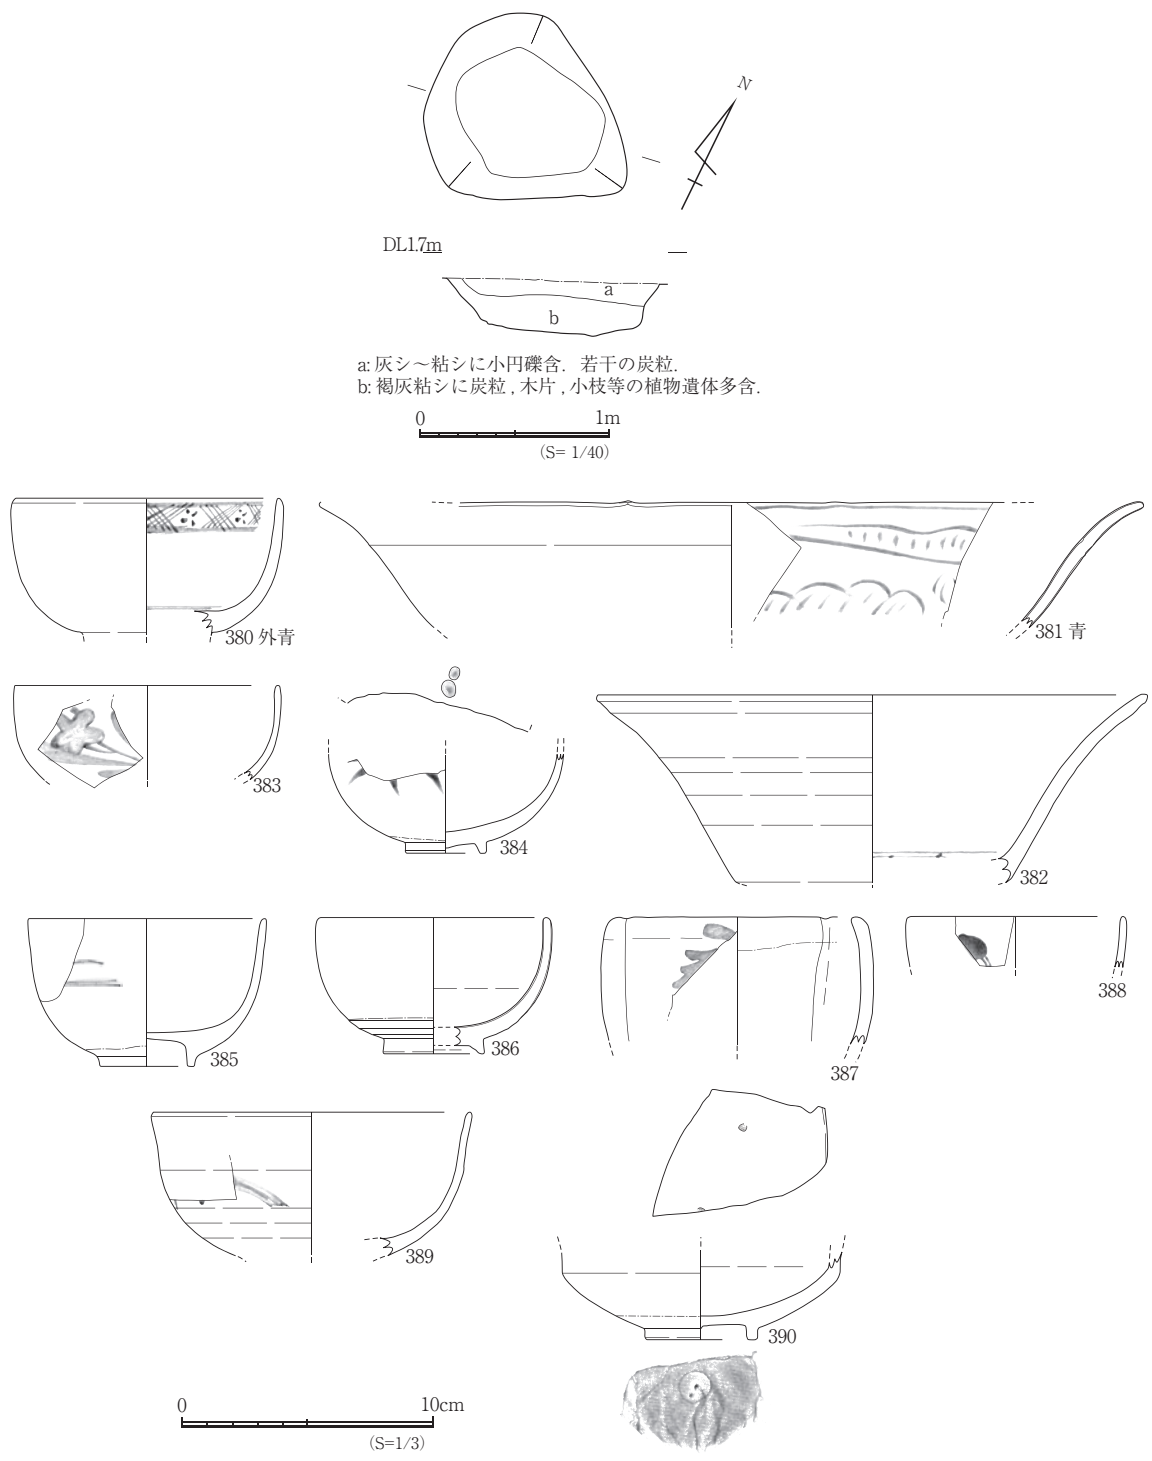 N
DL1.7m
a
b
a: 灰シ～粘シに小円礫含. 若干の炭粒.
b: 褐灰粘シに炭粒 , 木片 , 小枝等の植物遺体多含.
0 1m
(S= 1/40)
380 外青
381 青
383
384
382
385
386
387
388
389
390
0 10cm
(S=1/3)